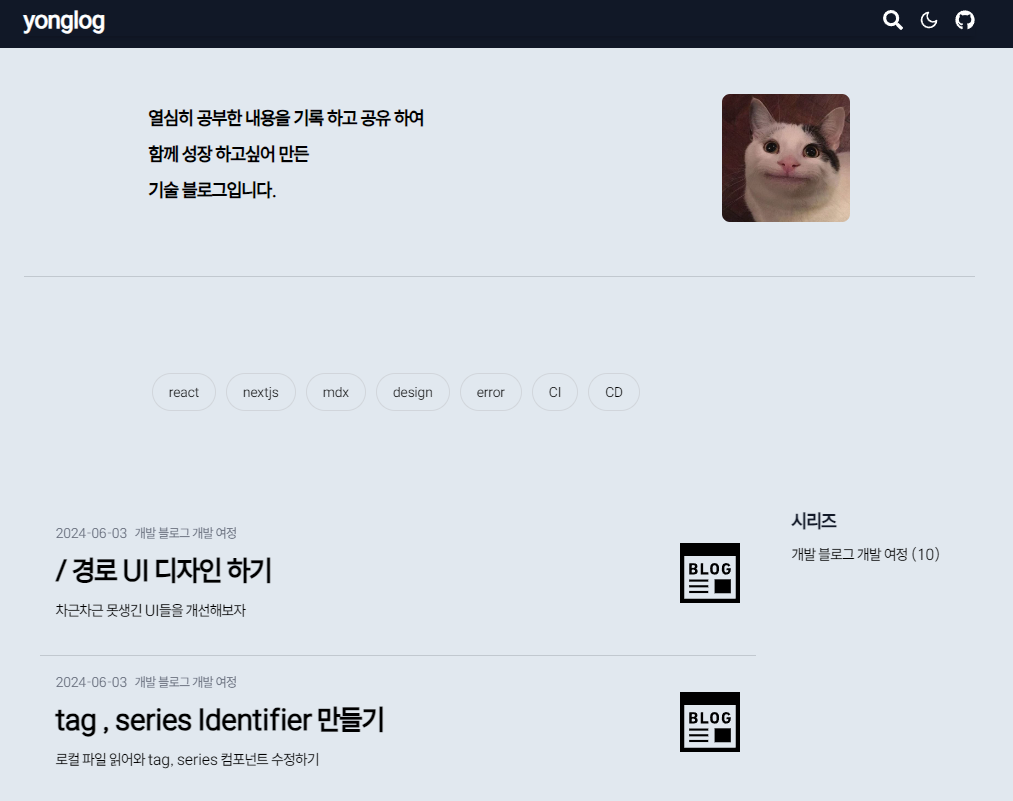 yonglog
열심히 공부한 내용을 기록 하고 공유 하여
함께 성장 하고싶어 만든
기술 블로그입니다.
react nextjs mdx design error CI CD
2024-06-03 개발 블로그 개발 여정
/ 경로 UI 디자인 하기
차근차근 못생긴 UI들을 개선해보자
BLOG
시리즈
개발 블로그 개발 여정 (10)
2024-06-03 개발 블로그 개발 여정
tag , series Identifier 만들기
로컬 파일 읽어와 tag, series 컴포넌트 수정하기
BLOG